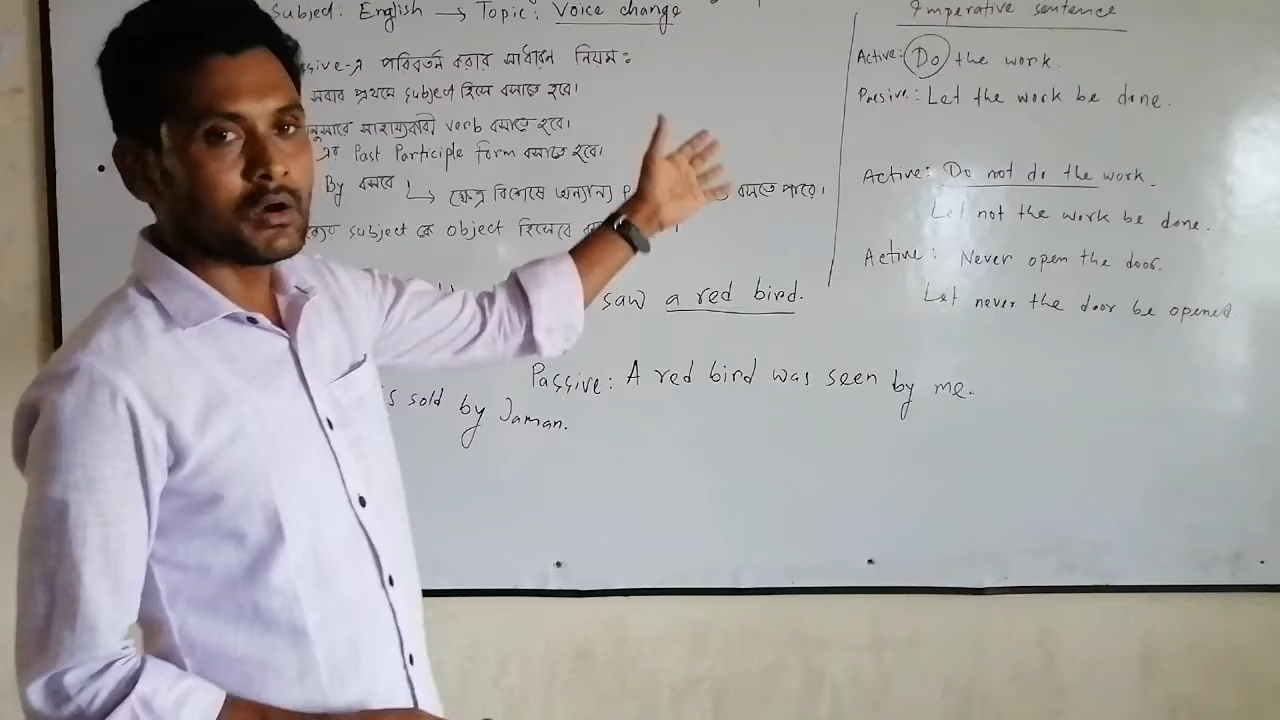 Subject: English → Topic: Voice change
sive-এ পরিবর্তন করার সাধারন নিয়ম:
সবার প্রথমে subject হিসেবে বসাতে হবে।
নুসারে সাহায্যকারী verb বসাতে হবে।
এর Past Participle form বসাতে হবে।
By বসবে।
↳ ক্ষেত্র বিশেষে অন্যান্য P বসতে পারে।
subject কে object হিসেবে
saw a red bird.
Passive: A red bird was seen by me.
is sold by Jaman.
Imperative sentence
Active: Do the work.
Passive: Let the work be done.
Active: Do not do the work.
Let not the work be done.
Active: Never open the door.
Let never the door be opened.